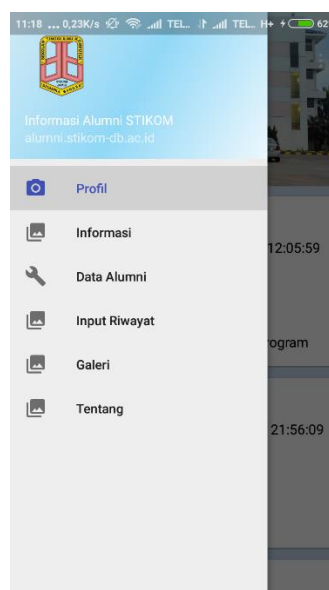 11:18 ... 0,23K/s TEL.. TEL.. H+ 62
Informasi Alumni STIKOM
alumni.stikom-db.ac.id
Profil
Informasi
12:05:59
Data Alumni
Input Riwayat
rogram
Galeri
Tentang
21:56:09